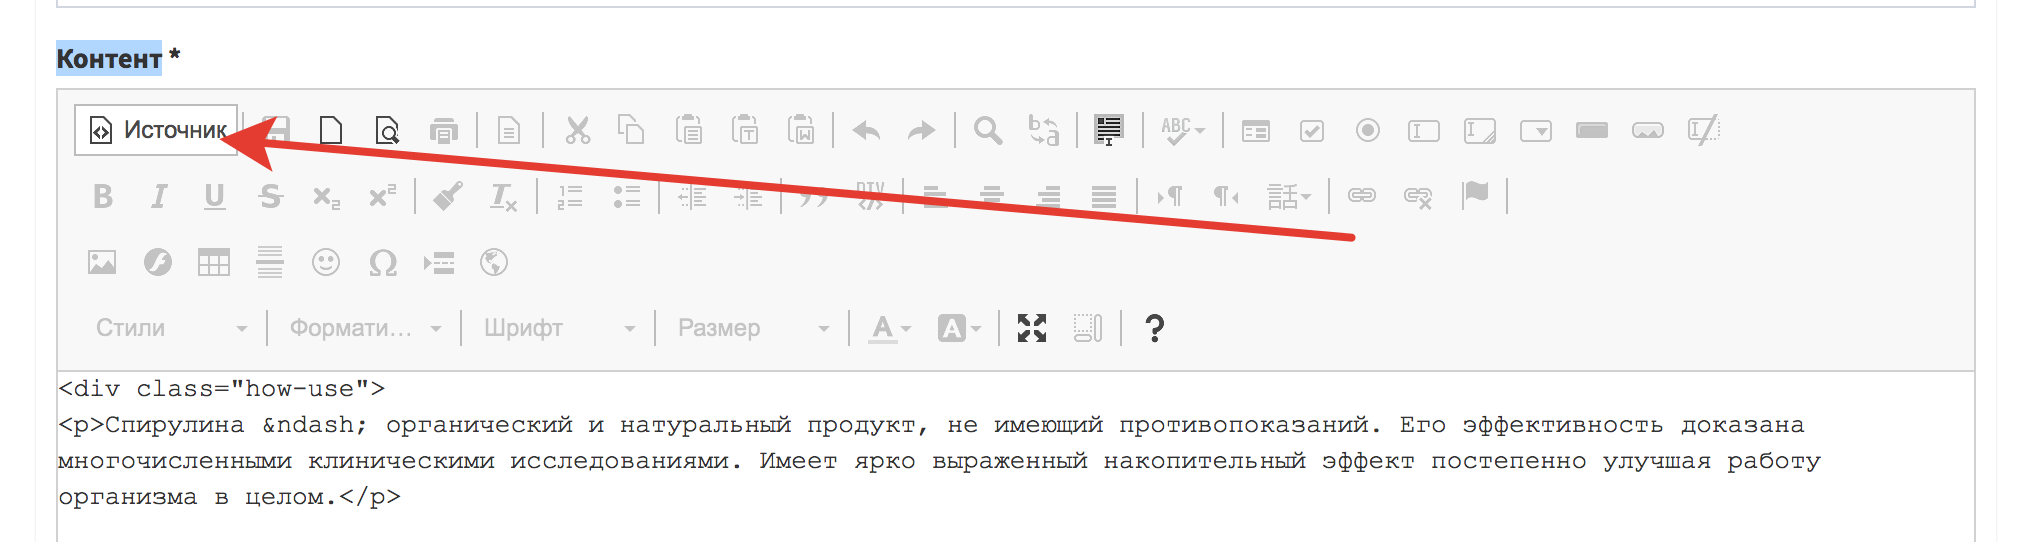 Контент *
Источник
ABC
Стили Формати... Шрифт Размер
<div class="how-use">
<p>Спирулина &ndash; органический и натуральный продукт, не имеющий противопоказаний. Его эффективность доказана
многочисленными клиническими исследованиями. Имеет ярко выраженный накопительный эффект постепенно улучшая работу
организма в целом.</p>